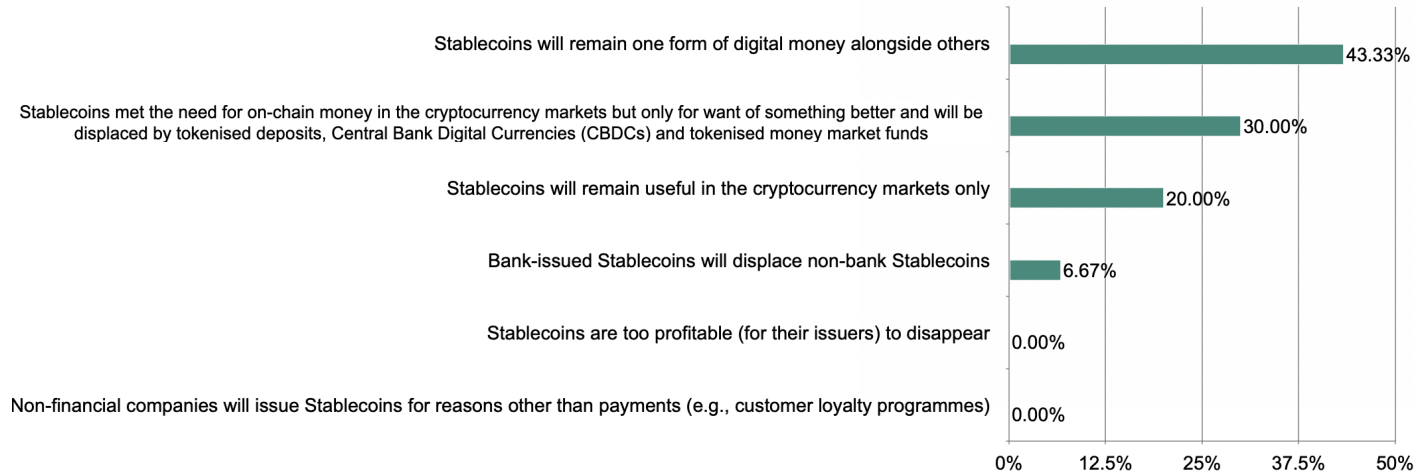 Stablecoins will remain one form of digital money alongside others
43.33%
Stablecoins met the need for on-chain money in the cryptocurrency markets but only for want of something better and will be
displaced by tokenised deposits, Central Bank Digital Currencies (CBDCs) and tokenised money market funds
30.00%
Stablecoins will remain useful in the cryptocurrency markets only
20.00%
Bank-issued Stablecoins will displace non-bank Stablecoins
6.67%
Stablecoins are too profitable (for their issuers) to disappear
0.00%
Non-financial companies will issue Stablecoins for reasons other than payments (e.g., customer loyalty programmes)
0.00%
0% 12.5% 25% 37.5% 50%